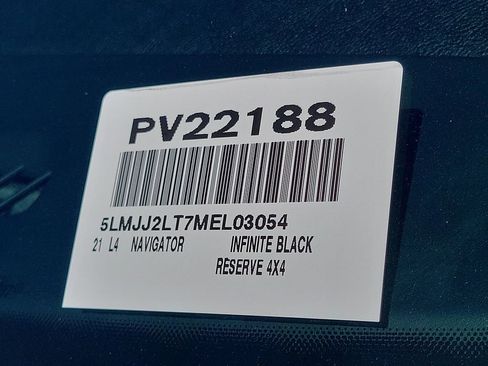 PV22188
5LMJJ2LT7MEL03054
21 L4 NAVIGATOR INFINITE BLACK
RESERVE 4X4